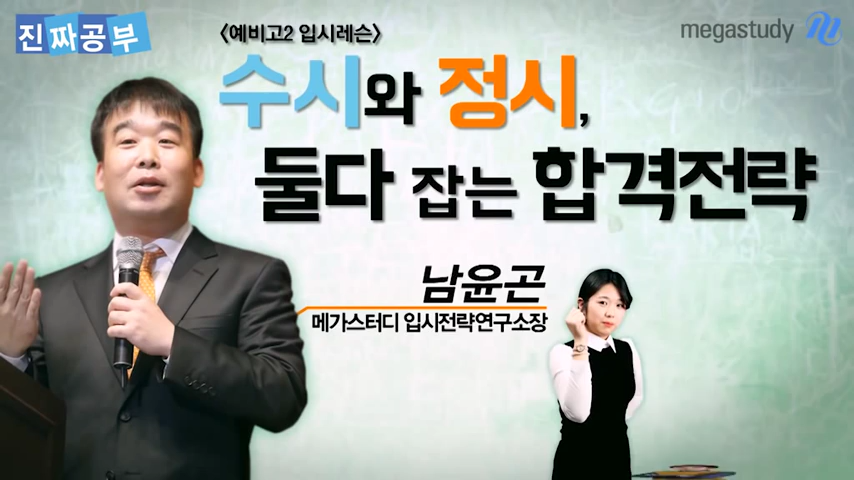 진짜공부
megastudy
<예비고2 입시레슨>
수시와 정시,
둘다 잡는 합격전략
남윤곤
메가스터디 입시전략연구소장